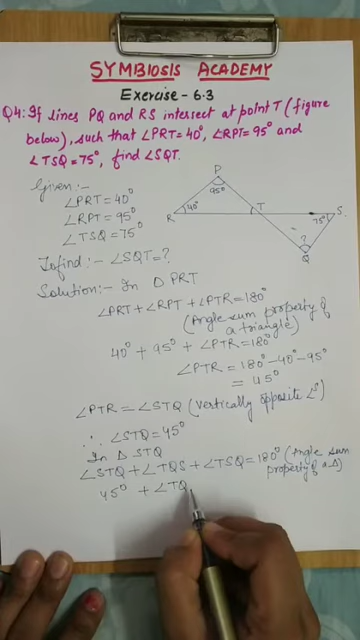 SYMBIOSIS ACADEMY
Exercise - 6.3
Q4: If lines PQ and RS intersect at point T (figure
below), such that ∠PRT = 40°, ∠RPT = 95° and
∠TSQ = 75°, find ∠SQT.
Given:-
∠PRT = 40°
∠RPT = 95°
∠TSQ = 75°
P
95°
R
40°
T
75°
S
?
Q
To find:- ∠SQT = ?
Solution:- In Δ PRT
∠PRT + ∠RPT + ∠PTR = 180°
(Angle sum property of
a triangle)
40° + 95° + ∠PTR = 180°
∠PTR = 180° - 40° - 95°
= 45°
∠PTR = ∠STQ (Vertically opposite ∠s)
∴ ∠STQ = 45°
In Δ STQ
∠STQ + ∠TQS + ∠TSQ = 180° (Angle sum
property of a Δ)
45° + ∠TQ